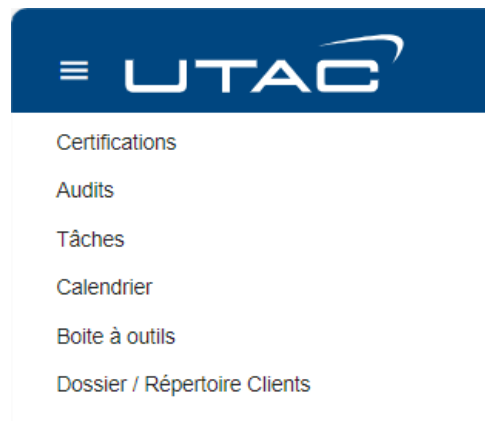 UTAC
Certifications
Audits
Tâches
Calendrier
Boite à outils
Dossier / Répertoire Clients